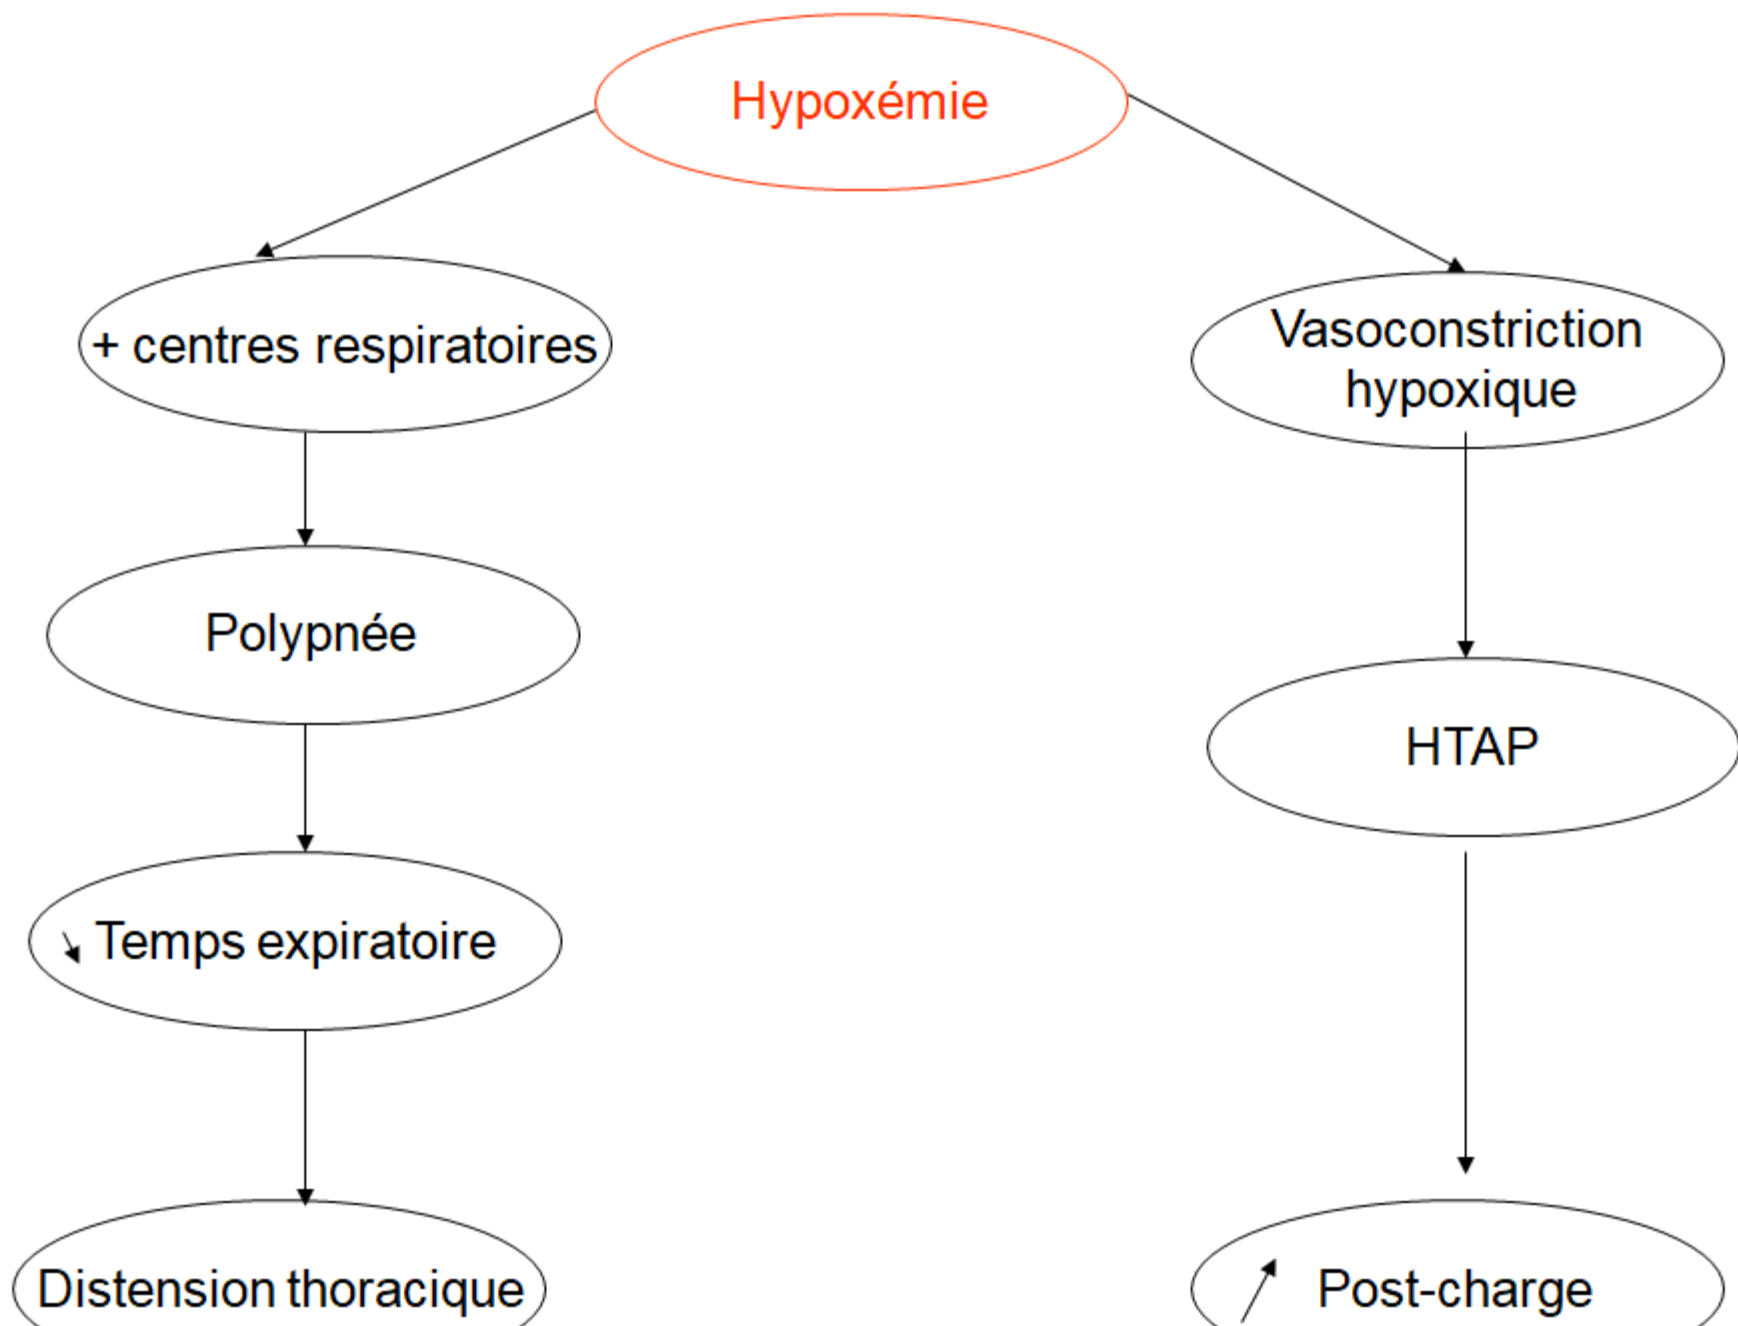 Hypoxémie
+ centres respiratoires
Vasoconstriction
hypoxique
Polypnée
HTAP
Temps expiratoire
Distension thoracique
Post-charge